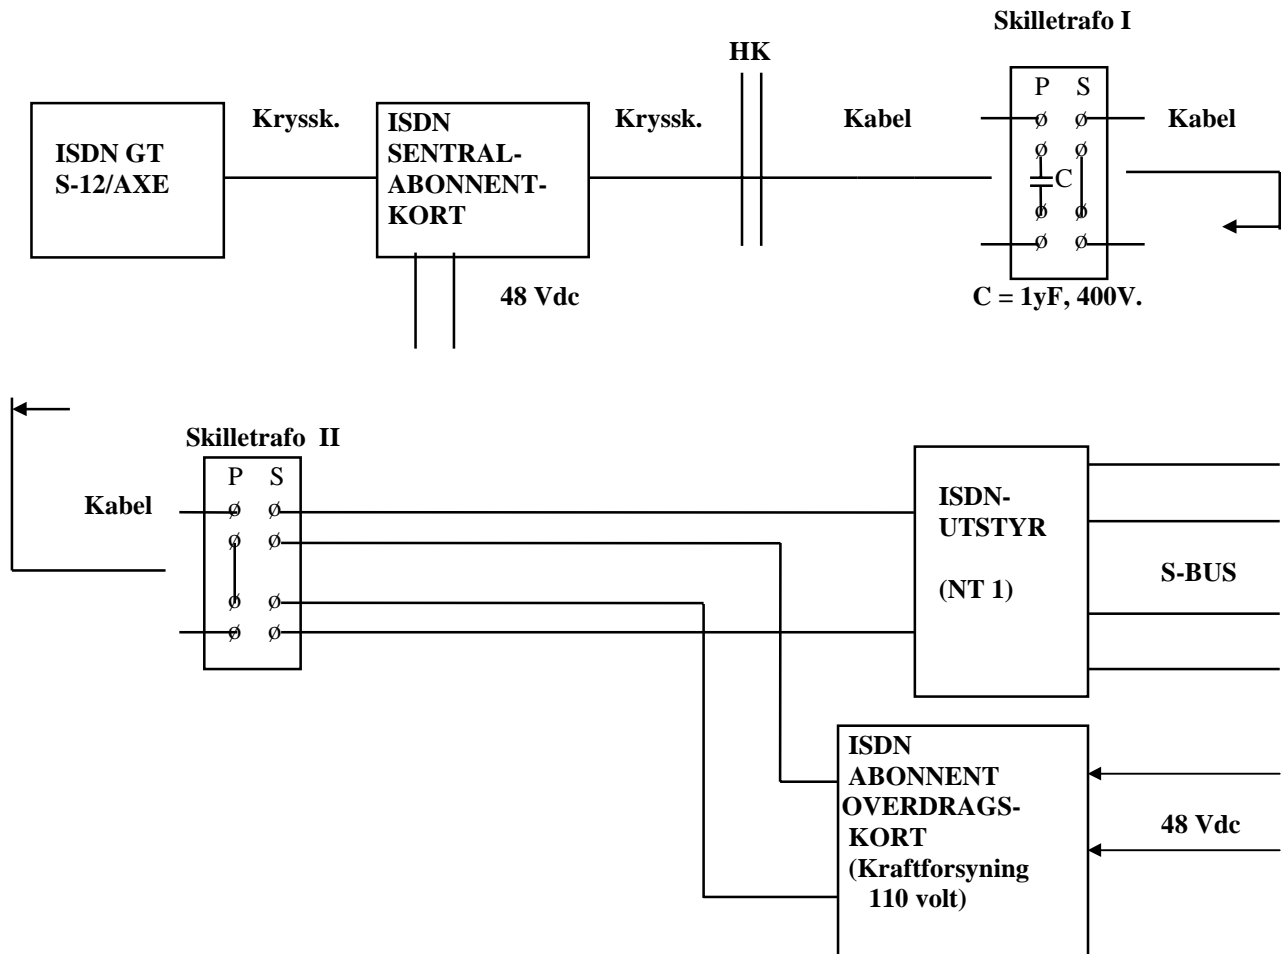 Skilletrafo I
HK
P S
Kryssk.
ISDN
SENTRAL-
ABONNENT-
KORT
Kryssk.
Kabel
ø ø
Kabel
ISDN GT
S-12/AXE
ø ø
C
ø ø
ø ø
48 Vdc
C = 1yF, 400V.
Skilletrafo II
P S
Kabel
ø ø
ø ø
ø ø
ø ø
ISDN-
UTSTYR
(NT 1)
S-BUS
ISDN
ABONNENT
OVERDRAGS-
KORT
(Kraftforsyning
110 volt)
48 Vdc